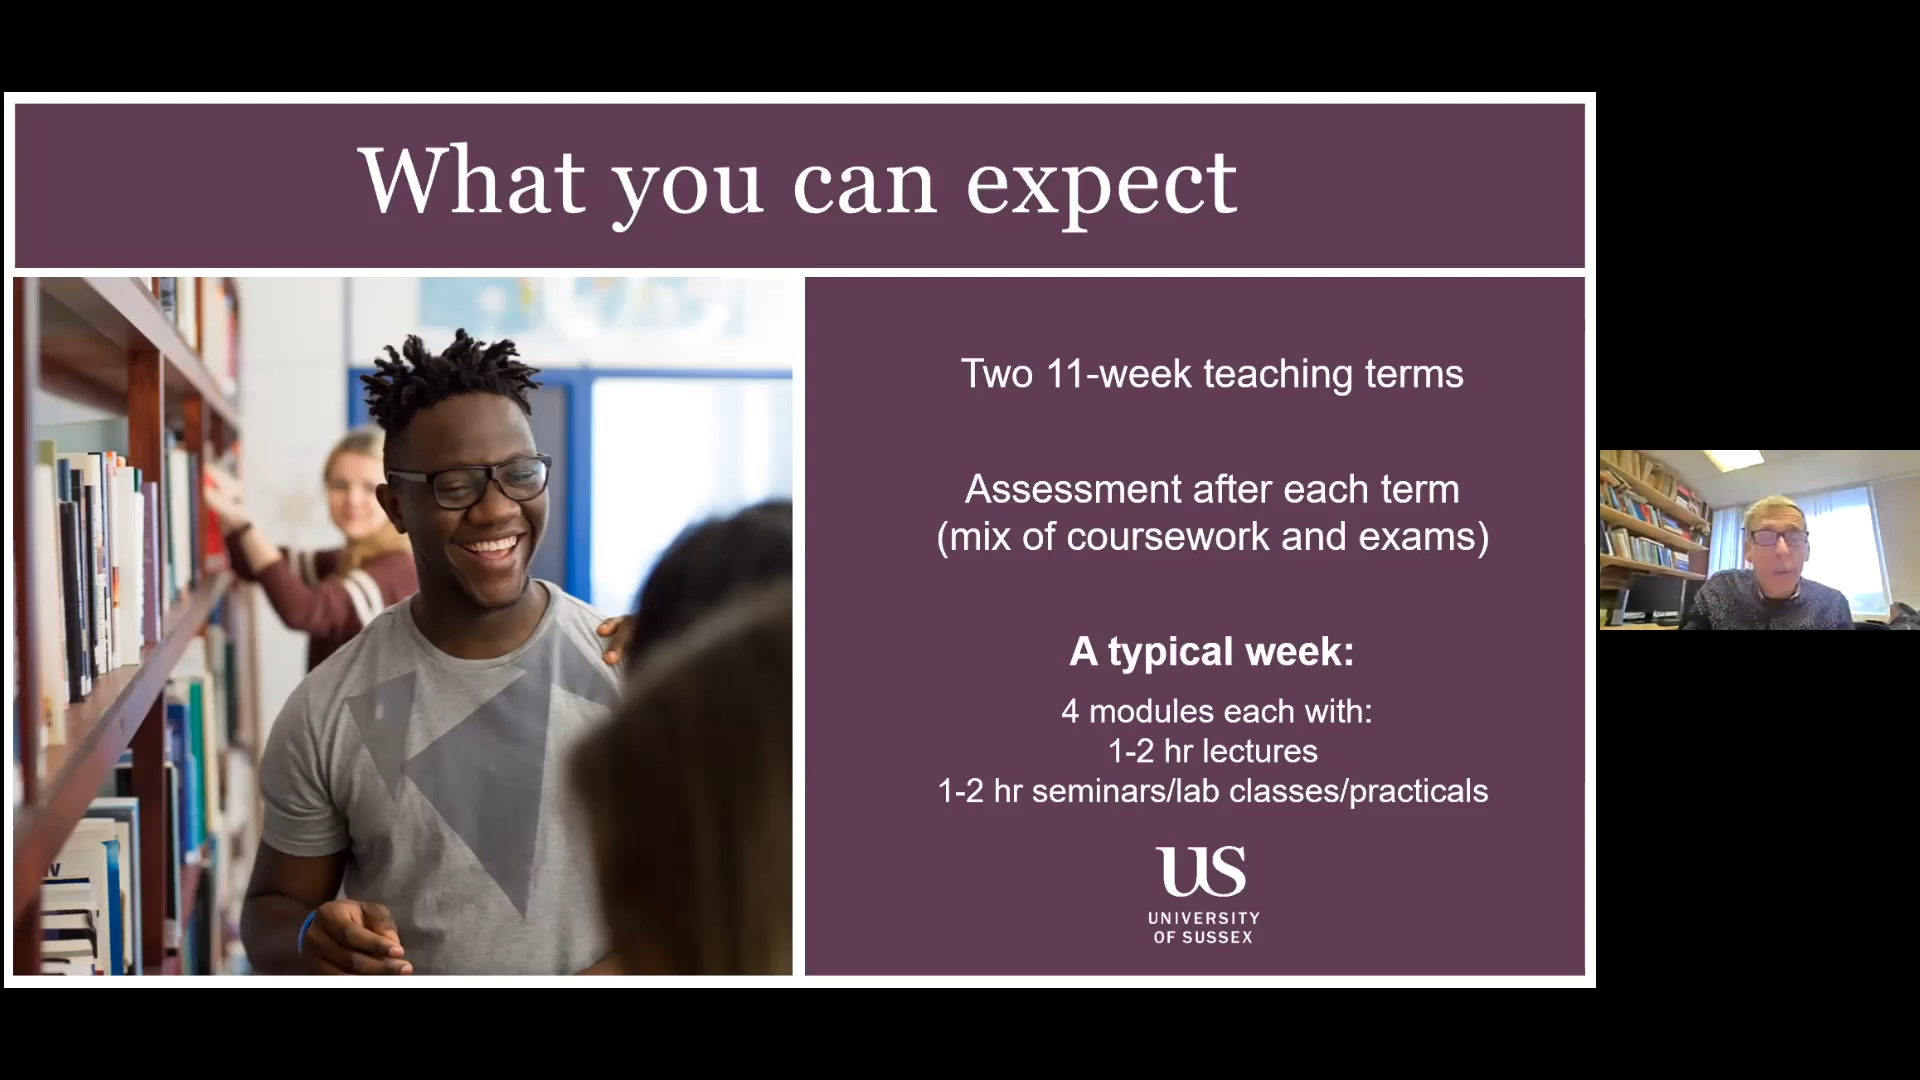 What you can expect
Two 11-week teaching terms
Assessment after each term
(mix of coursework and exams)
A typical week:
4 modules each with:
1-2 hr lectures
1-2 hr seminars/lab classes/practicals
US
UNIVERSITY
OF SUSSEX